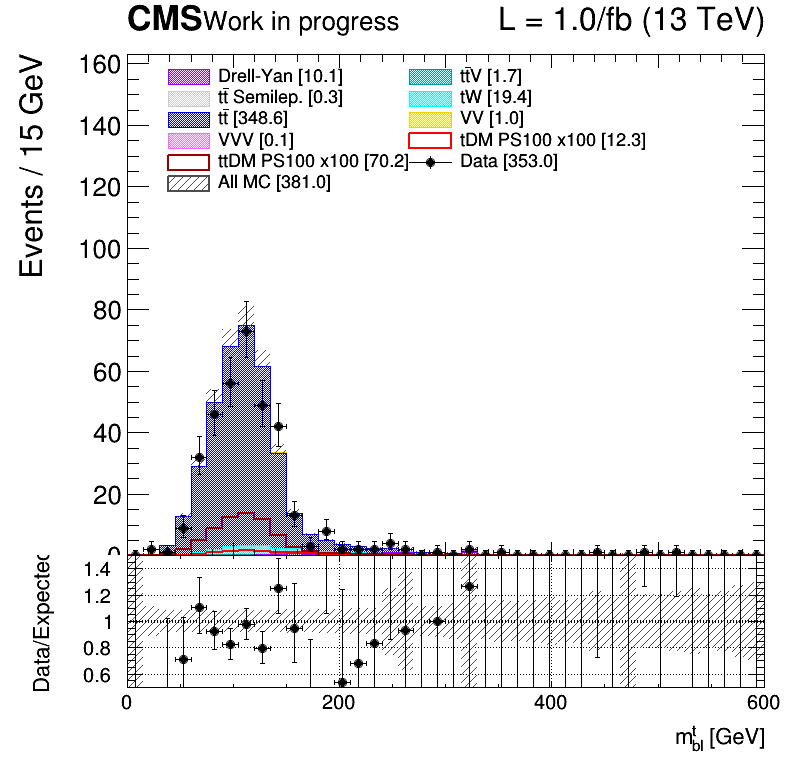 CMS Work in progress L = 1.0/fb (13 TeV)
Events / 15 GeV
160
140
120
100
80
60
40
20
0
Drell-Yan [10.1]
tt̄ Semilep. [0.3]
tt̄ [348.6]
VVV [0.1]
ttDM PS100 x100 [70.2]
All MC [381.0]
tt̄V [1.7]
tW [19.4]
VV [1.0]
tDM PS100 x100 [12.3]
Data [353.0]
Data/Expected
1.4
1.2
1
0.8
0.6
0 200 400 600
m^t_bl [GeV]